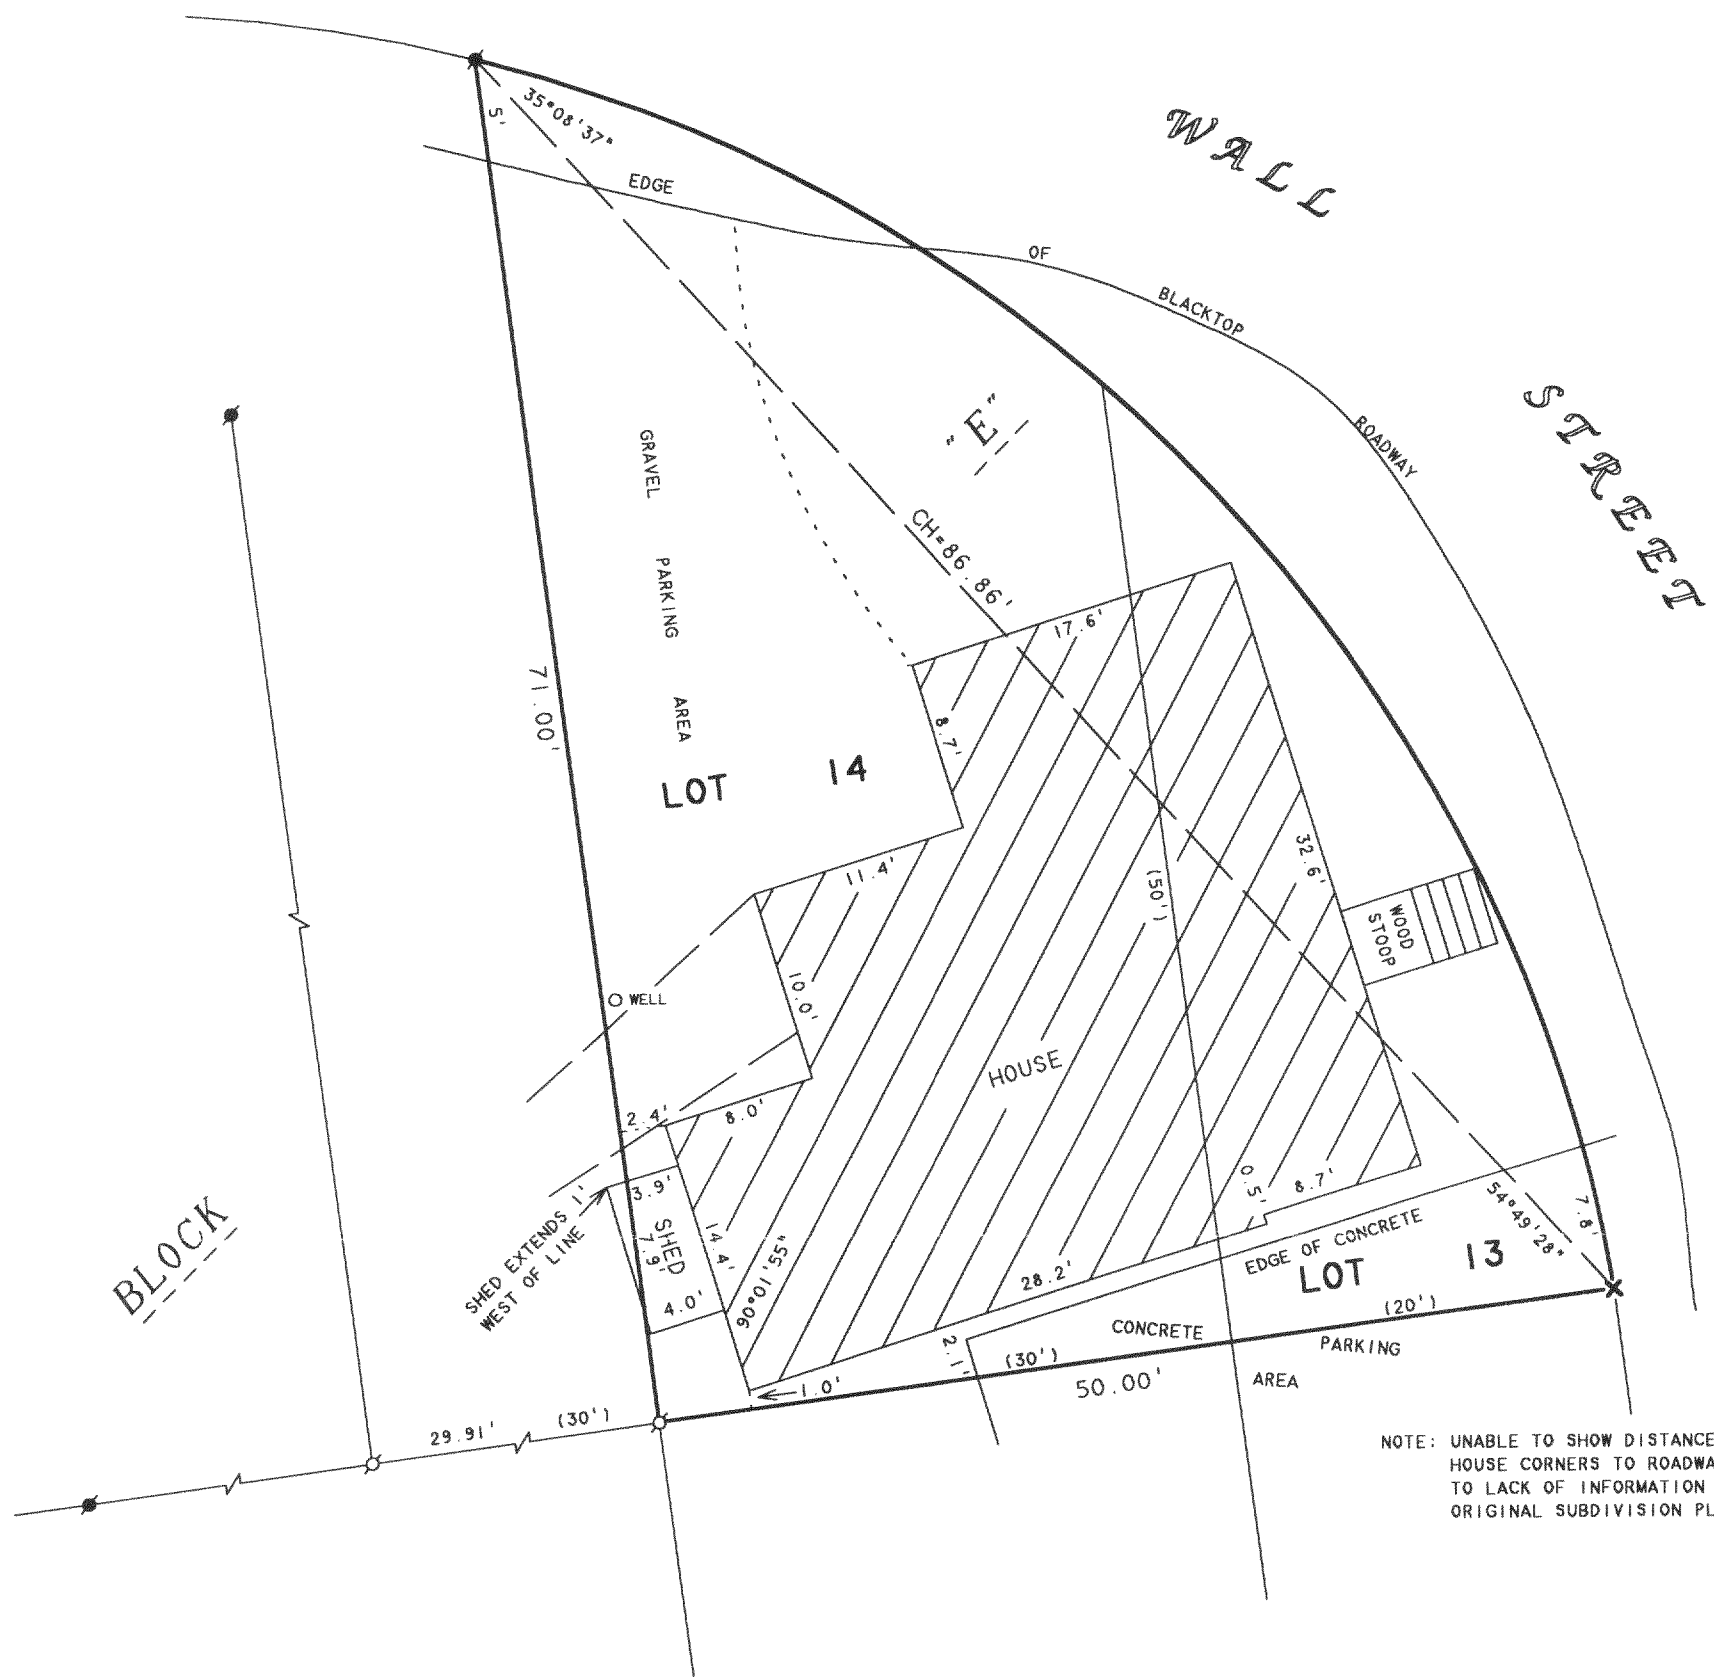 WALL STREET
35°08'37"
5'
EDGE OF BLACKTOP ROADWAY
"E"
GRAVEL PARKING AREA
CH=86.86'
17.6'
8.7'
71.00'
LOT 14
11.4'
32.6'
(50')
WOOD
STOOP
10.0'
WELL
HOUSE
2.4'
8.0'
3.9'
SHED
7.9'
4.0'
14.4'
90°01'55"
SHED EXTENDS 1'
WEST OF LINE
BLOCK
0.5'
8.7'
54°49'28"
7.8'
EDGE OF CONCRETE
28.2'
LOT 13
2.1'
(20')
CONCRETE PARKING
AREA
(30')
50.00'
1.0'
29.91'
(30')
NOTE: UNABLE TO SHOW DISTANCE
HOUSE CORNERS TO ROADWA
TO LACK OF INFORMATION
ORIGINAL SUBDIVISION PL